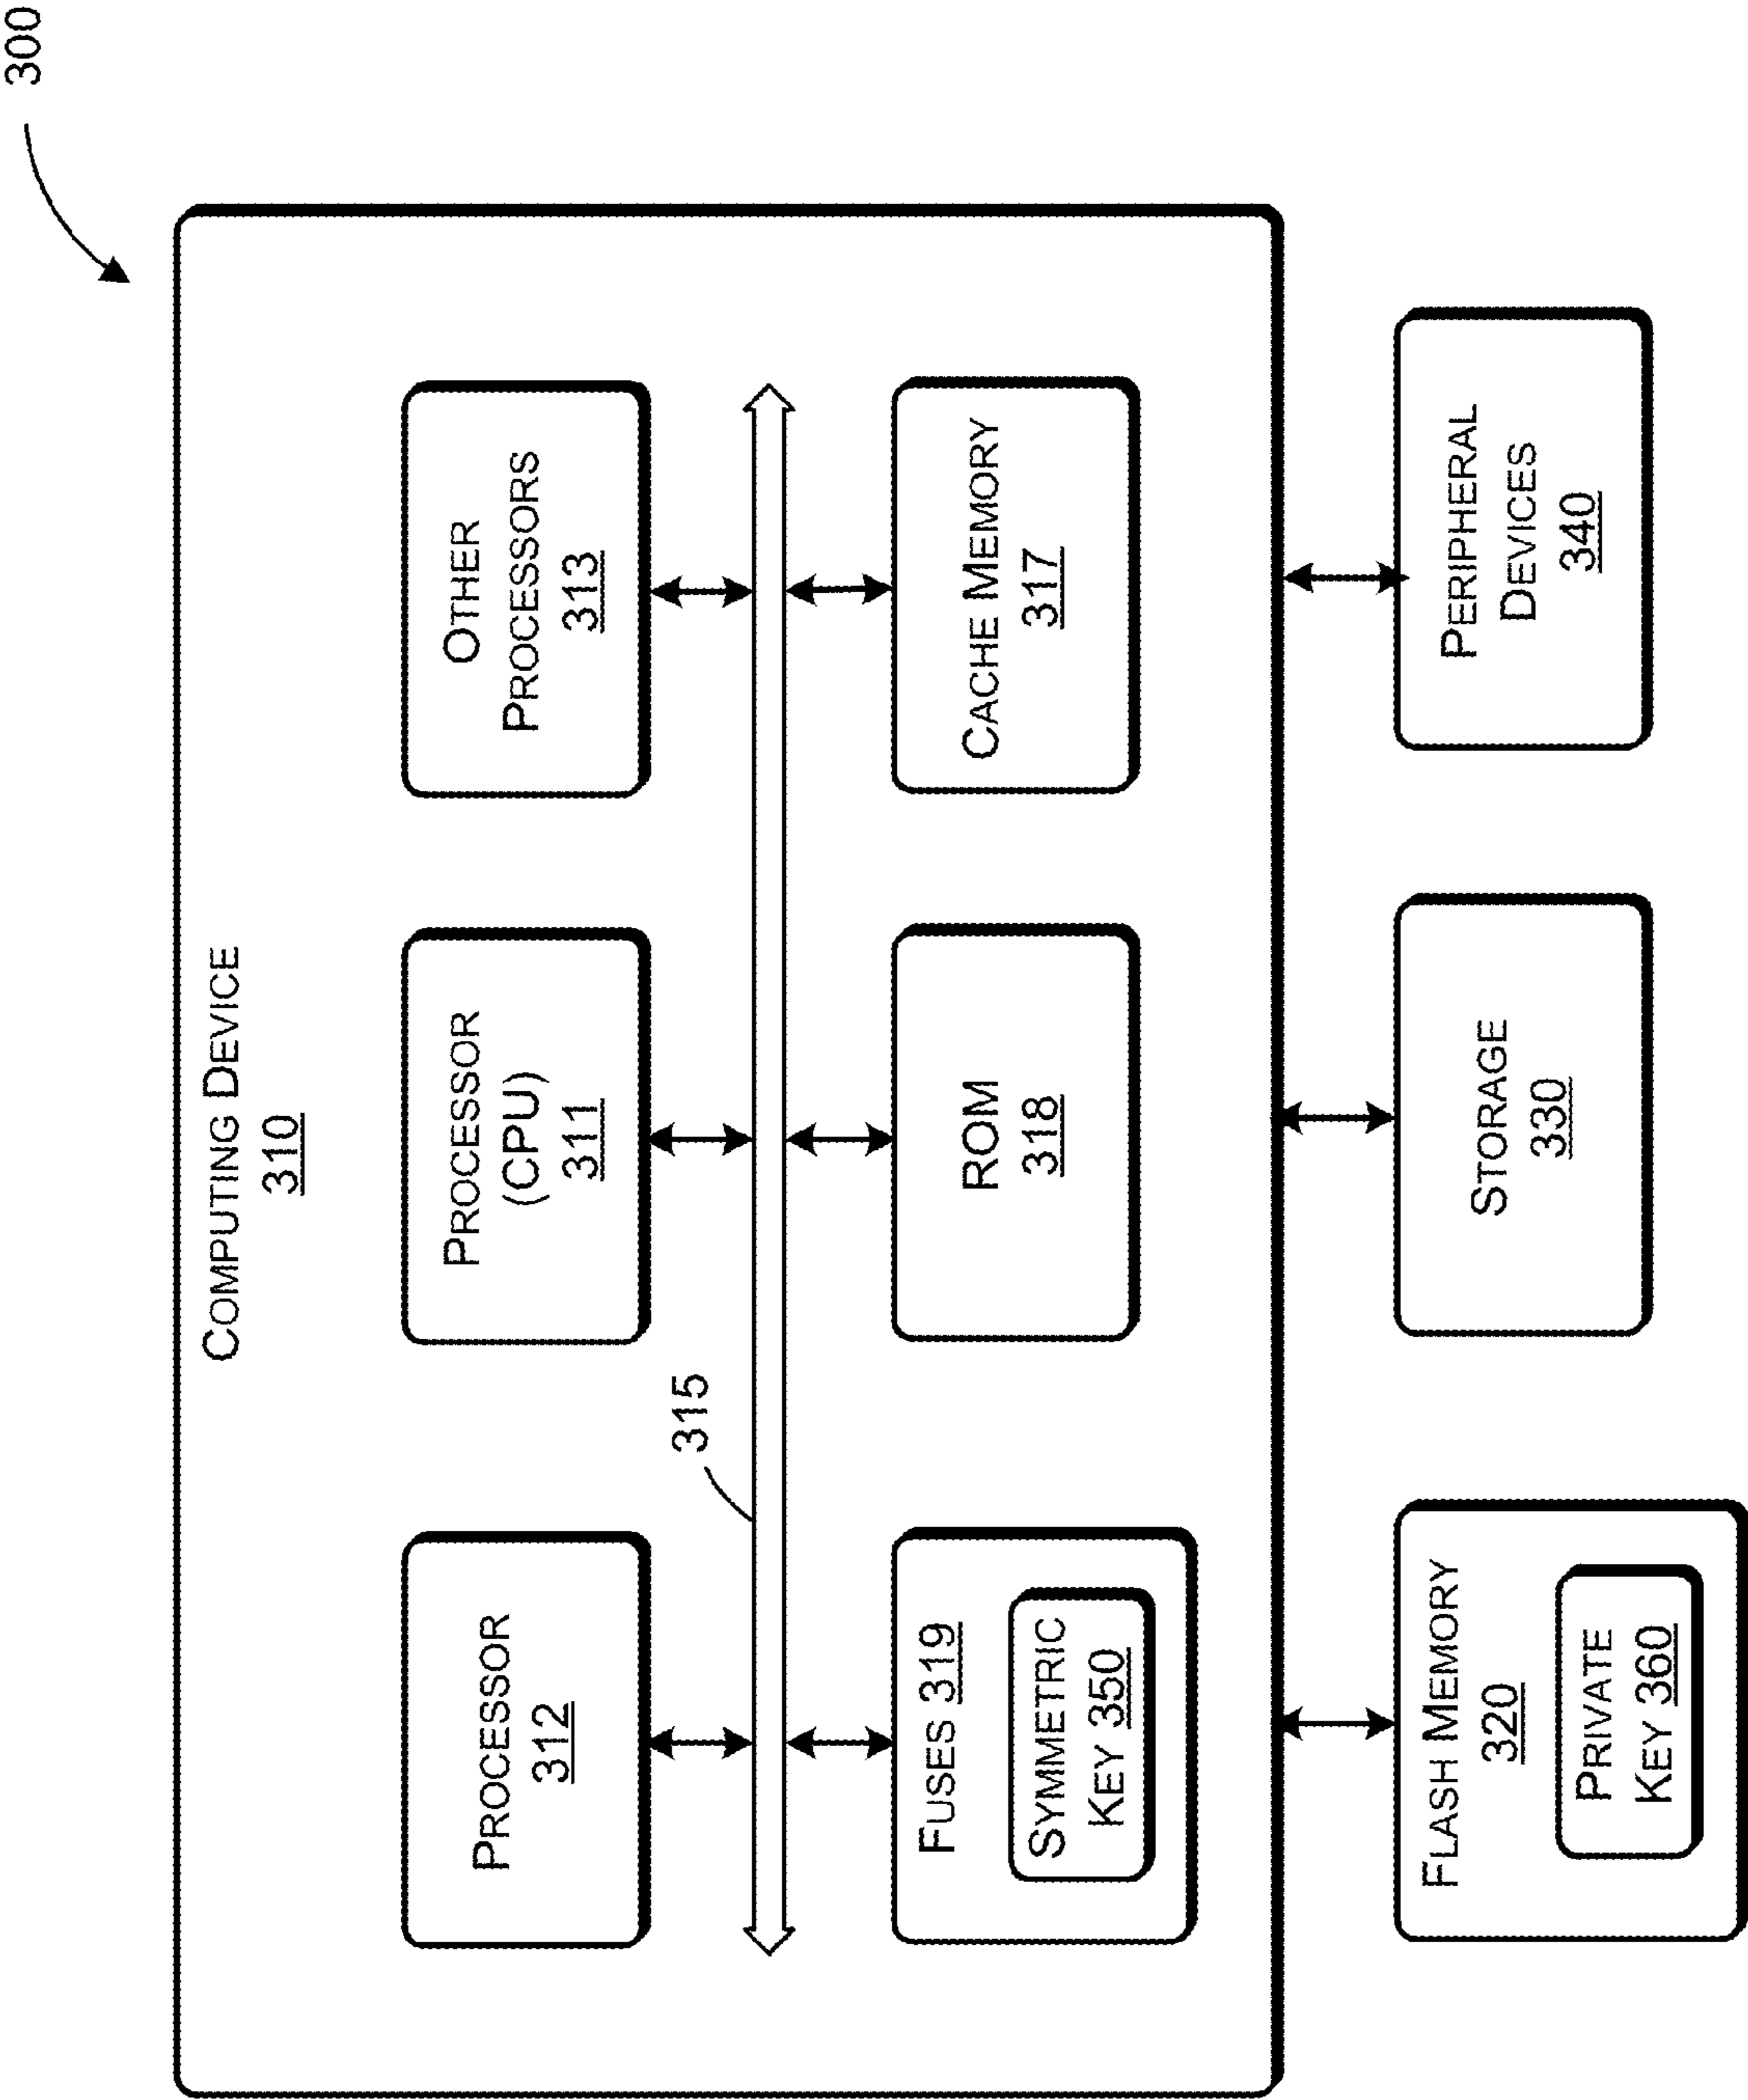 300
COMPUTING DEVICE
310
PROCESSOR
312
PROCESSOR
(CPU)
311
OTHER
PROCESSORS
313
315
FUSES 319
SYMMETRIC
KEY 350
ROM
318
CACHE MEMORY
317
FLASH MEMORY
320
PRIVATE
KEY 360
STORAGE
330
PERIPHERAL
DEVICES
340